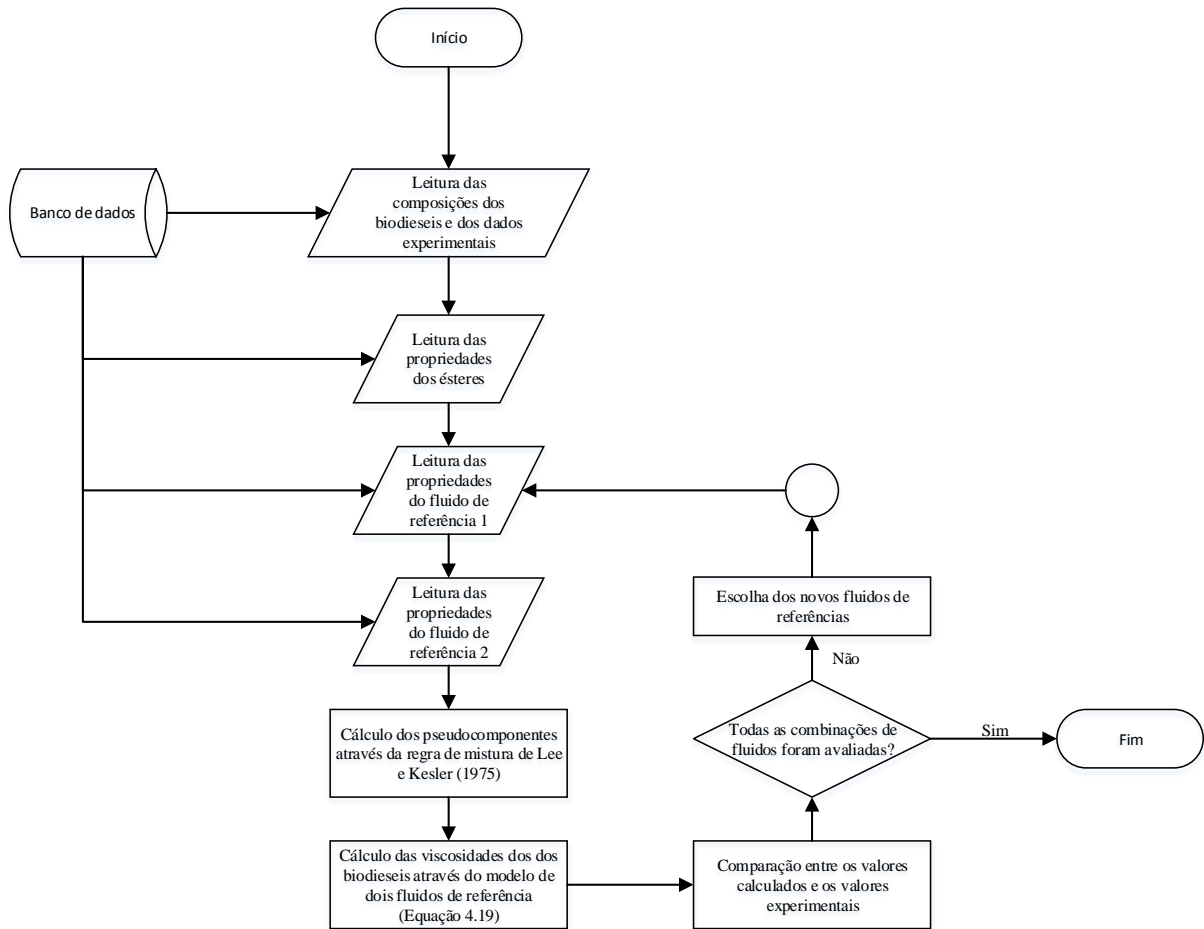 Início
Banco de dados
Leitura das
composições dos
biodieseis e dos dados
experimentais
Leitura das
propriedades
dos ésteres
Leitura das
propriedades
do fluido de
referência 1
Leitura das
propriedades
do fluido de
referência 2
Cálculo dos pseudocomponentes
através da regra de mistura de Lee
e Kesler (1975)
Cálculo das viscosidades dos dos
biodieseis através do modelo de
dois fluidos de referência
(Equação 4.19)
Comparação entre os valores
calculados e os valores
experimentais
Todas as combinações de
fluidos foram avaliadas?
Não
Escolha dos novos fluidos de
referências
Sim
Fim